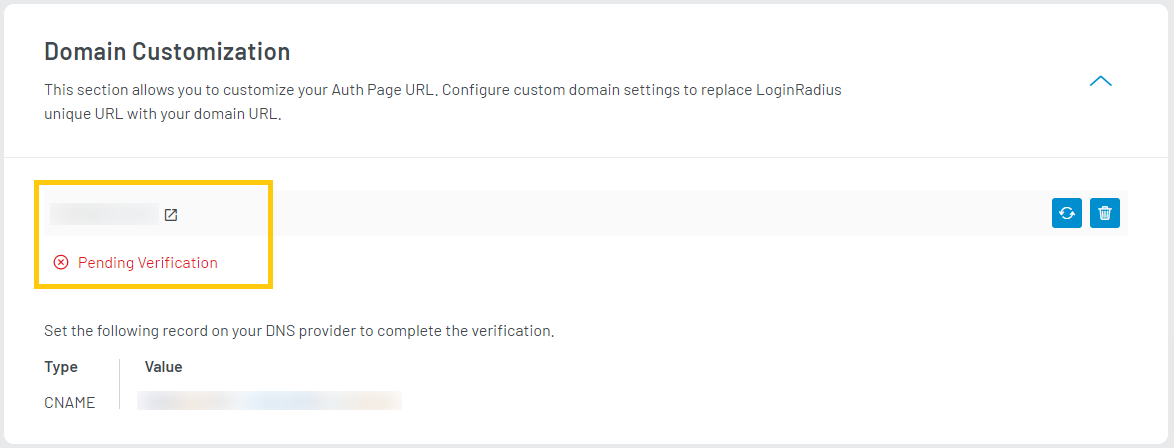 Domain Customization
This section allows you to customize your Auth Page URL. Configure custom domain settings to replace LoginRadius
unique URL with your domain URL.
Pending Verification
Set the following record on your DNS provider to complete the verification.
Type Value
CNAME